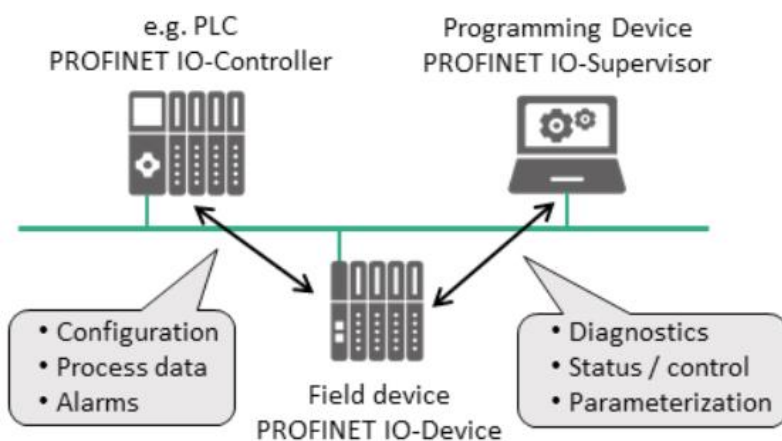 e.g. PLC
PROFINET IO-Controller
Programming Device
PROFINET IO-Supervisor
• Configuration
• Process data
• Alarms
• Diagnostics
• Status / control
• Parameterization
Field device
PROFINET IO-Device